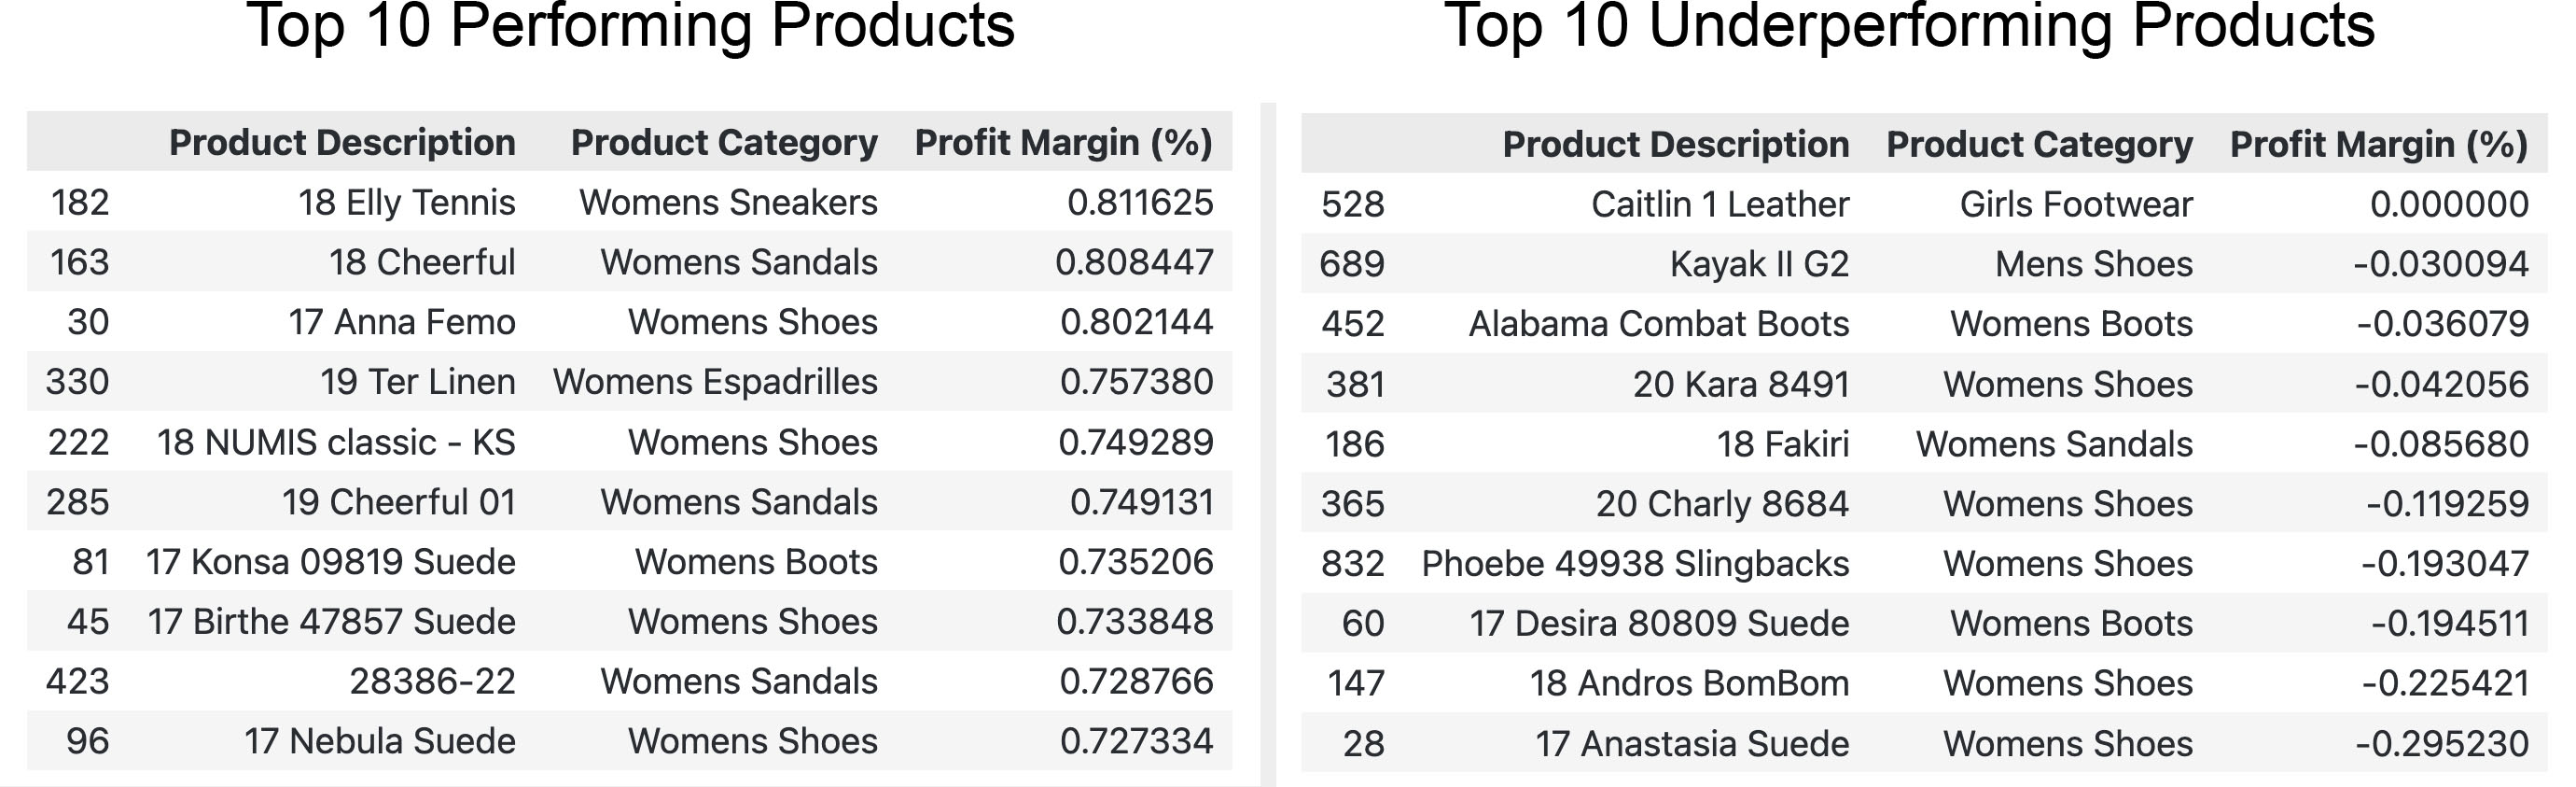 Top 10 Performing Products
Product Description Product Category Profit Margin (%)
182 18 Elly Tennis Womens Sneakers 0.811625
163 18 Cheerful Womens Sandals 0.808447
30 17 Anna Femo Womens Shoes 0.802144
330 19 Ter Linen Womens Espadrilles 0.757380
222 18 NUMIS classic - KS Womens Shoes 0.749289
285 19 Cheerful 01 Womens Sandals 0.749131
81 17 Konsa 09819 Suede Womens Boots 0.735206
45 17 Birthe 47857 Suede Womens Shoes 0.733848
423 28386-22 Womens Sandals 0.728766
96 17 Nebula Suede Womens Shoes 0.727334
Top 10 Underperforming Products
Product Description Product Category Profit Margin (%)
528 Caitlin 1 Leather Girls Footwear 0.000000
689 Kayak II G2 Mens Shoes -0.030094
452 Alabama Combat Boots Womens Boots -0.036079
381 20 Kara 8491 Womens Shoes -0.042056
186 18 Fakiri Womens Sandals -0.085680
365 20 Charly 8684 Womens Shoes -0.119259
832 Phoebe 49938 Slingbacks Womens Shoes -0.193047
60 17 Desira 80809 Suede Womens Boots -0.194511
147 18 Andros BomBom Womens Shoes -0.225421
28 17 Anastasia Suede Womens Shoes -0.295230